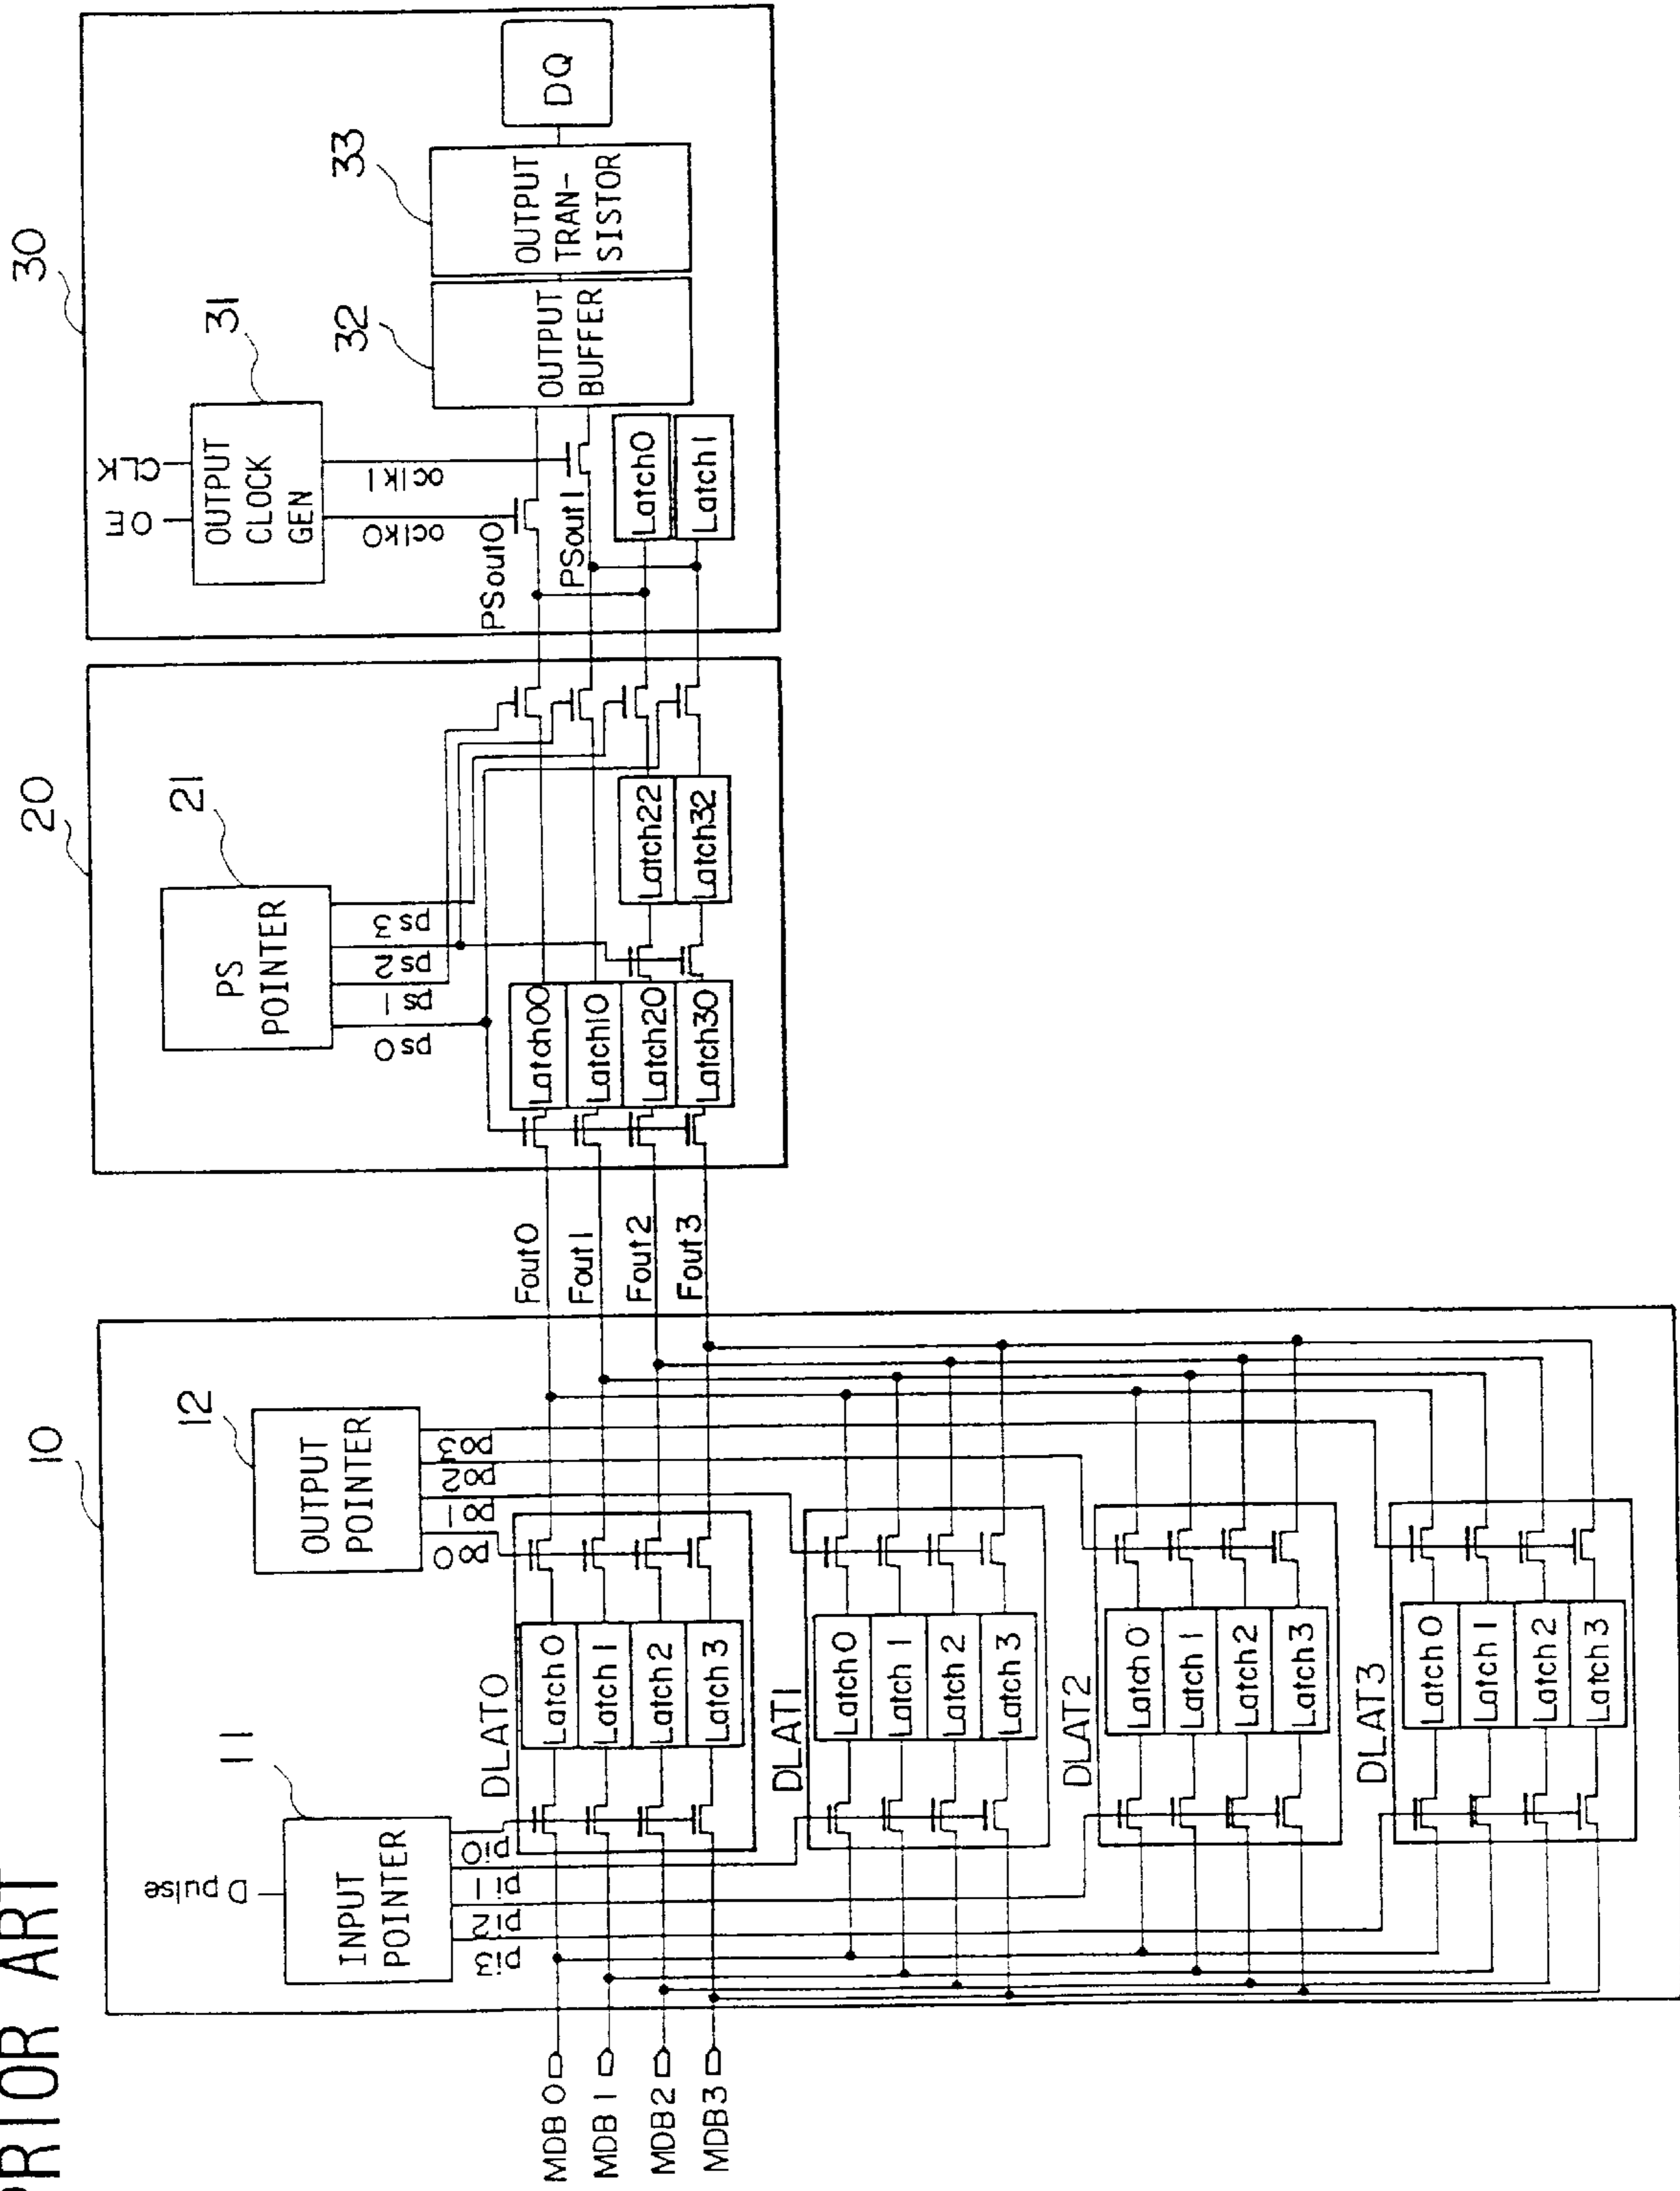 PRIOR ART
10
11
Dpulse
INPUT
POINTER
pi0
pi1
pi2
pi3
12
OUTPUT
POINTER
po0
po1
po2
po3
MDB0
MDB1
MDB2
MDB3
DLAT0
Latch0
Latch1
Latch2
Latch3
DLAT1
Latch0
Latch1
Latch2
Latch3
DLAT2
Latch0
Latch1
Latch2
Latch3
DLAT3
Latch0
Latch1
Latch2
Latch3
Fout0
Fout1
Fout2
Fout3
20
21
PS
POINTER
ps0
ps1
ps2
ps3
Latch00
Latch10
Latch20
Latch30
Latch22
Latch32
30
31
OE
CLK
OUTPUT
CLOCK
GEN
oclk0
oclk1
PSout0
PSout1
Latch0
Latch1
32
OUTPUT
BUFFER
33
OUTPUT
TRAN-
SISTOR
DQ